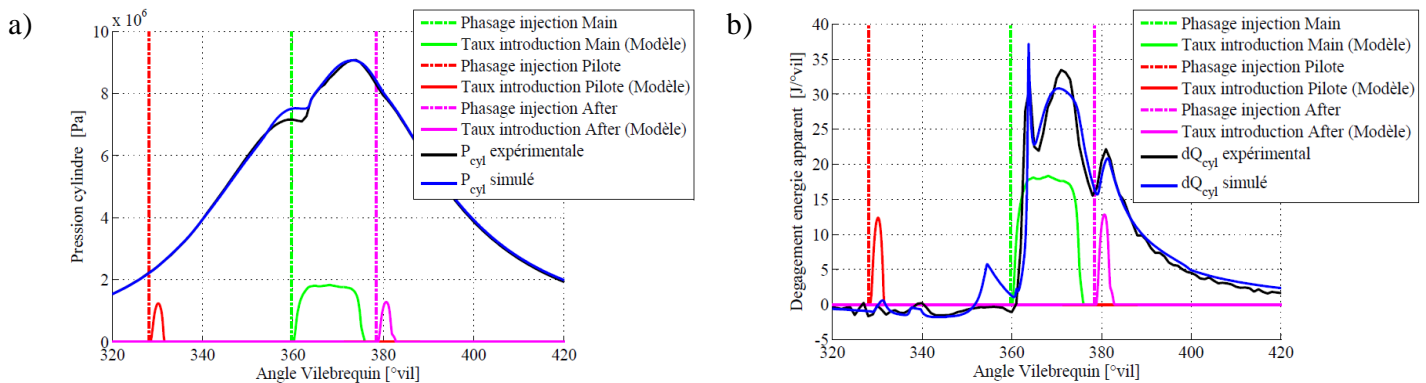 a)
x 10
6
Phasage injection Main
Taux introduction Main (Modèle)
Phasage injection Pilote
Taux introduction Pilote (Modèle)
Phasage injection After
Taux introduction After (Modèle)
P cyl expérimentale
P cyl simulé
Pression cylindre [Pa]
10
8
6
4
2
0
320 340 360 380 400 420
Angle Vilebrequin [°vil]
b)
Phasage injection Main
Taux introduction Main (Modèle)
Phasage injection Pilote
Taux introduction Pilote (Modèle)
Phasage injection After
Taux introduction After (Modèle)
dQ cyl expérimental
dQ cyl simulé
Degagement energie apparent [J/°vil]
40
35
30
25
20
15
10
5
0
-5
320 340 360 380 400 420
Angle Vilebrequin [°vil]